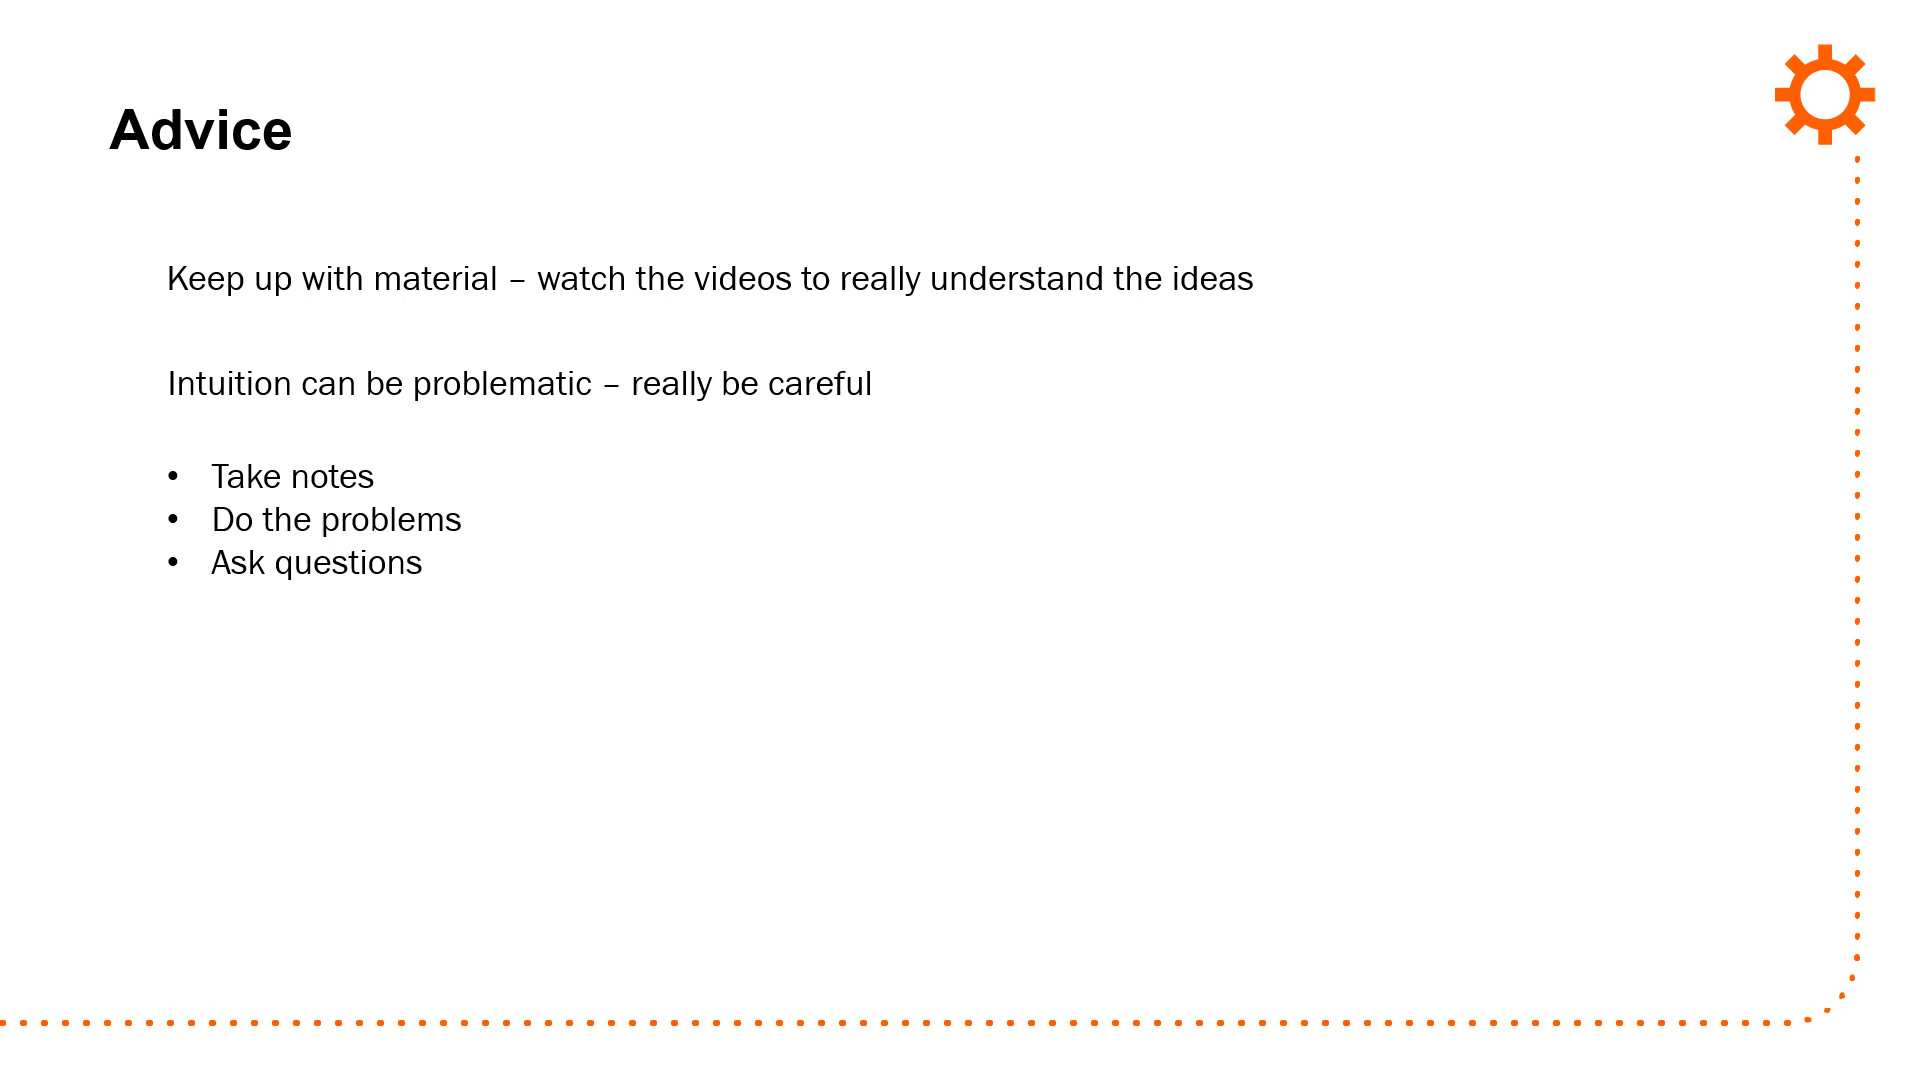 Advice
Keep up with material – watch the videos to really understand the ideas
Intuition can be problematic – really be careful
• Take notes
• Do the problems
• Ask questions